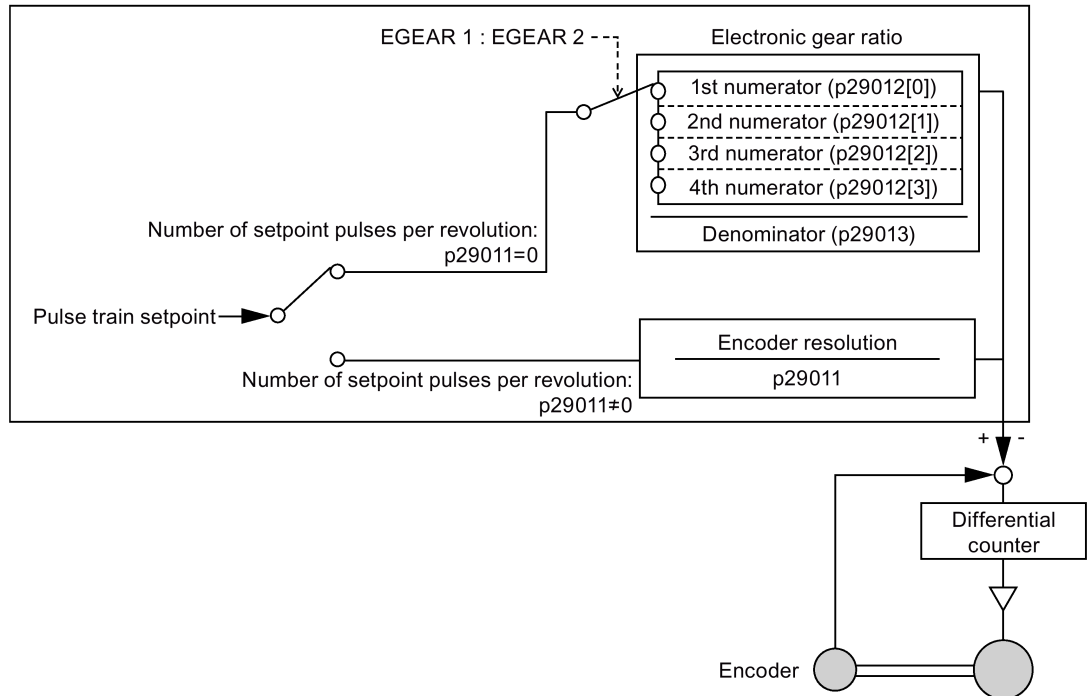 EGEAR 1 : EGEAR 2
Electronic gear ratio
1st numerator (p29012[0])
2nd numerator (p29012[1])
3rd numerator (p29012[2])
4th numerator (p29012[3])
Denominator (p29013)
Number of setpoint pulses per revolution:
p29011=0
Pulse train setpoint
Encoder resolution
p29011
Number of setpoint pulses per revolution:
p29011≠0
+ -
Differential
counter
Encoder